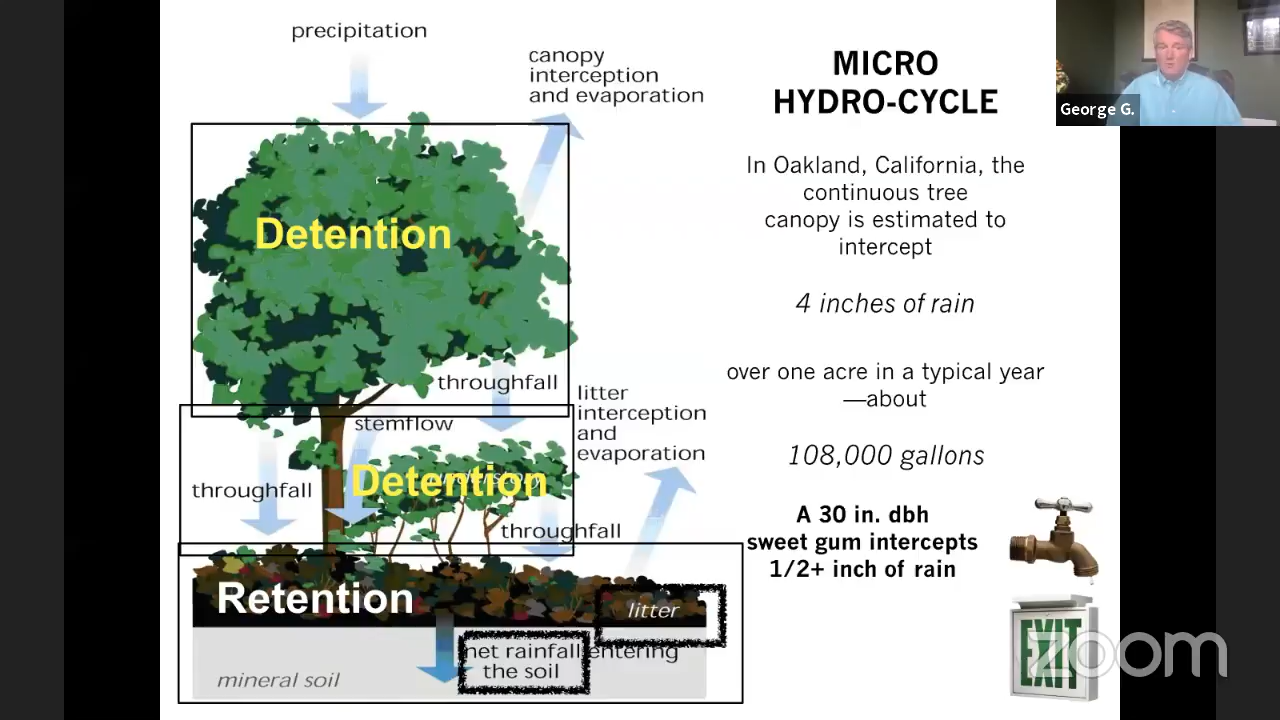 precipitation
canopy
interception
and evaporation
Detention
throughfall
stemflow
litter
interception
and
evaporation
throughfall
Detention
throughfall
Retention
litter
net rainfall entering
the soil
mineral soil
MICRO
HYDRO-CYCLE
In Oakland, California, the
continuous tree
canopy is estimated to
intercept
4 inches of rain
over one acre in a typical year
—about
108,000 gallons
A 30 in. dbh
sweet gum intercepts
1/2+ inch of rain
EXIT
zoom
George G.